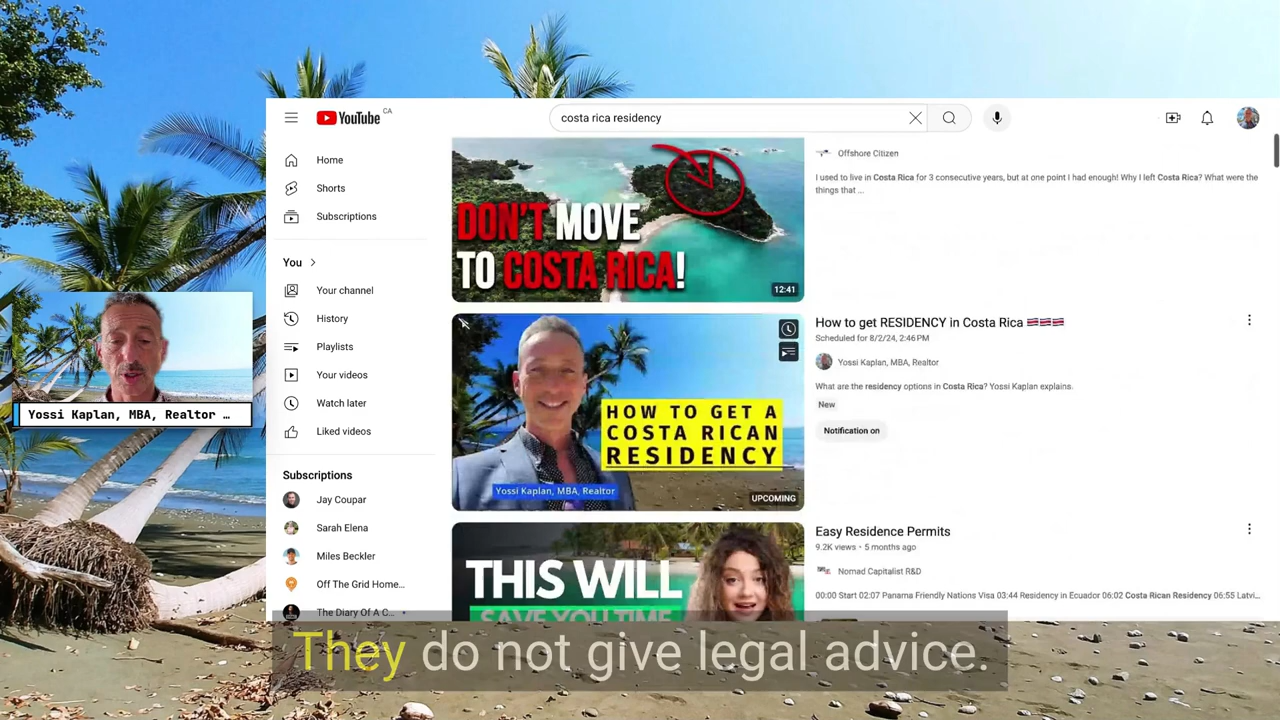 YouTube CA
costa rica residency
Home
Shorts
Subscriptions
You
Your channel
History
Playlists
Your videos
Watch later
Liked videos
Subscriptions
Jay Coupar
Sarah Elena
Miles Beckler
Off The Grid Home...
The Diary Of A C...
DON'T MOVE
TO COSTA RICA!
12:41
Offshore Citizen
I used to live in Costa Rica for 3 consecutive years, but at one point I had enough! Why I left Costa Rica? What were the
things that ...
HOW TO GET A
COSTA RICAN
RESIDENCY
Yossi Kaplan, MBA, Realtor
UPCOMING
How to get RESIDENCY in Costa Rica
Scheduled for 8/2/24, 2:46 PM
Yossi Kaplan, MBA, Realtor
What are the residency options in Costa Rica? Yossi Kaplan explains.
New
Notification on
THIS WILL
SAVE YOU TIME
Easy Residence Permits
9.2K views • 5 months ago
Nomad Capitalist R&D
00:00 Start 02:07 Panama Friendly Nations Visa 03:44 Residency in Ecuador 06:02 Costa Rican Residency 06:55 Latvi...
Yossi Kaplan, MBA, Realtor …
They do not give legal advice.